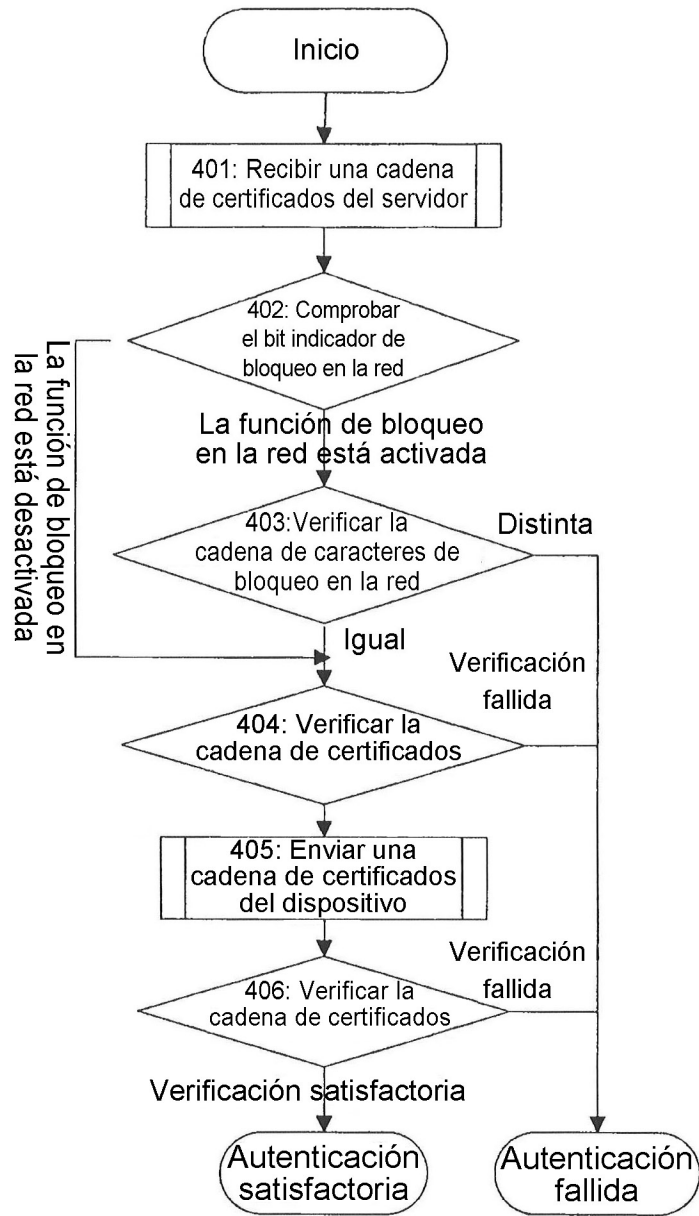 Inicio
401: Recibir una cadena
de certificados del servidor
402: Comprobar
el bit indicador de
bloqueo en la red
La función de bloqueo en
la red está desactivada
La función de bloqueo
en la red está activada
403:Verificar la
cadena de caracteres de
bloqueo en la red
Distinta
Igual
Verificación
fallida
404: Verificar la
cadena de certificados
405: Enviar una
cadena de certificados
del dispositivo
Verificación
fallida
406: Verificar la
cadena de certificados
Verificación satisfactoria
Autenticación
satisfactoria
Autenticación
fallida